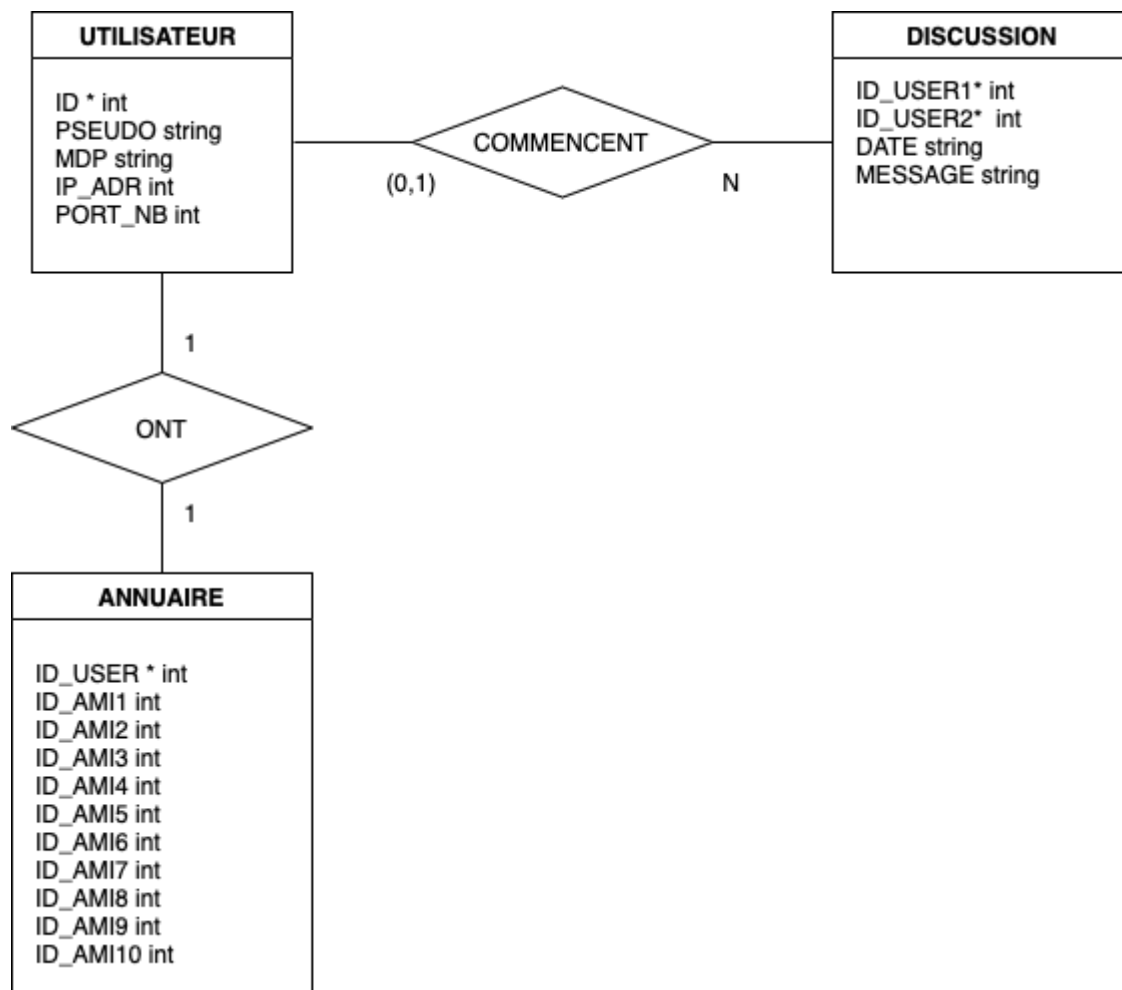 UTILISATEUR
ID * int
PSEUDO string
MDP string
IP_ADR int
PORT_NB int
(0,1)
COMMENCENT
N
DISCUSSION
ID_USER1* int
ID_USER2* int
DATE string
MESSAGE string
1
ONT
1
ANNUAIRE
ID_USER * int
ID_AMI1 int
ID_AMI2 int
ID_AMI3 int
ID_AMI4 int
ID_AMI5 int
ID_AMI6 int
ID_AMI7 int
ID_AMI8 int
ID_AMI9 int
ID_AMI10 int